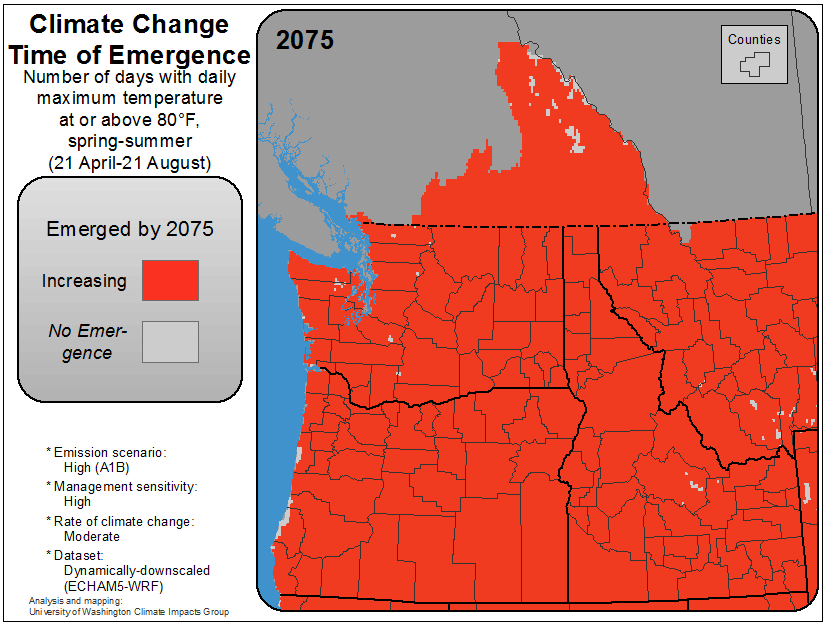 Climate Change
Time of Emergence
Number of days with daily
maximum temperature
at or above 80°F,
spring-summer
(21 April-21 August)
Emerged by 2075
Increasing
No Emer-
gence
* Emission scenario:
High (A1B)
* Management sensitivity:
High
* Rate of climate change:
Moderate
* Dataset:
Dynamically-downscaled
(ECHAM5-WRF)
Analysis and mapping:
University of Washington Climate Impacts Group
2075
Counties